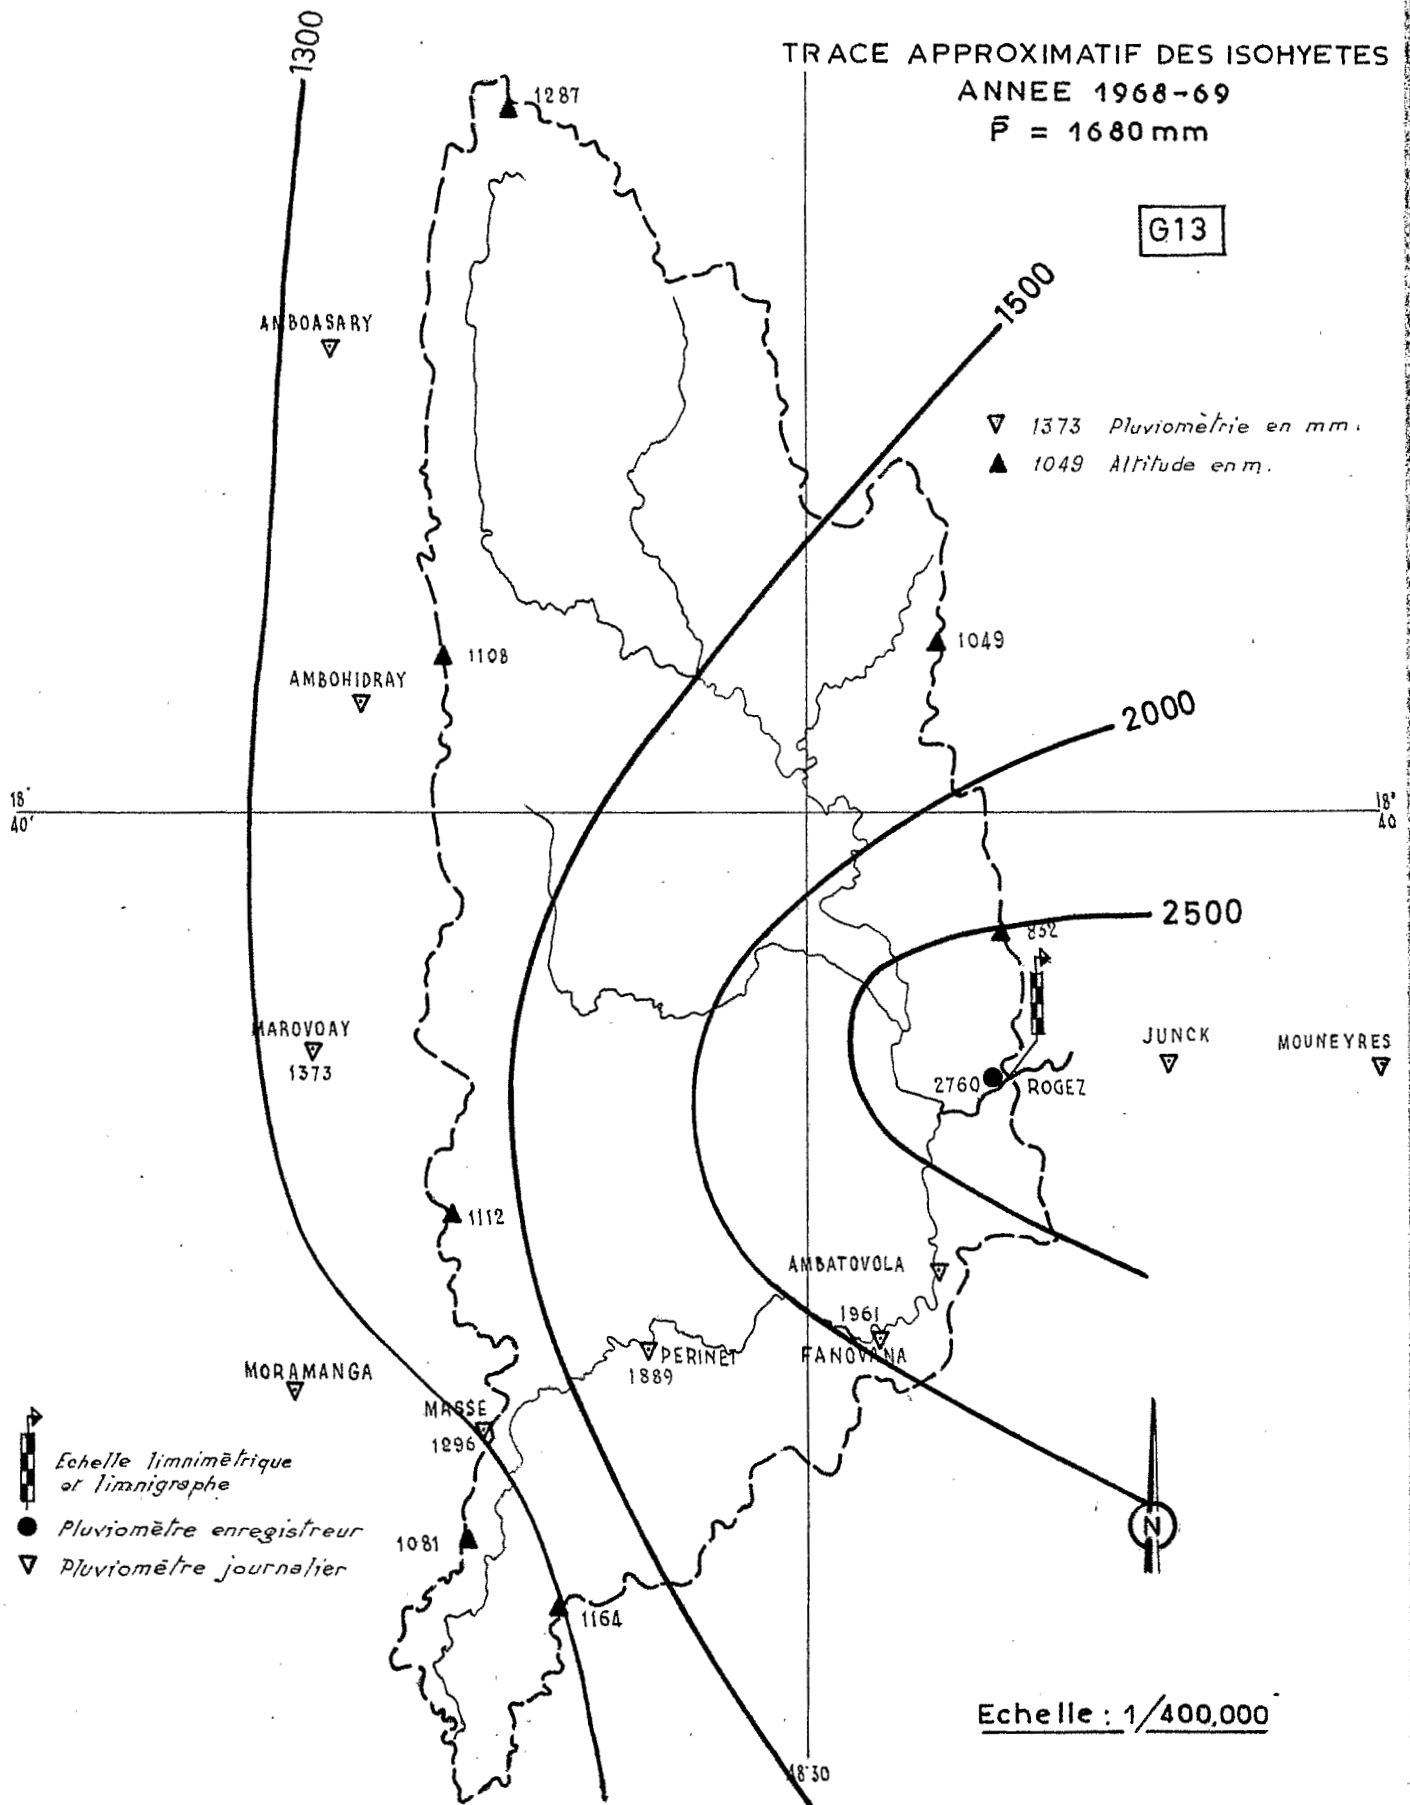 TRACE APPROXIMATIF DES ISOHYETES
ANNEE 1968-69
P̄ = 1680 mm
G13
1300
1287
1500
AMBOASARY
1373 Pluviomètrie en mm.
1049 Altitude en m.
1049
1108
AMBOHIDRAY
2000
18°
40'
18°
40
2500
832
MAROVOAY
1373
JUNCK
MOUNEYRES
2760
ROGEZ
1112
AMBATOVOLA
1961
FANOVANA
PERINET
1889
MORAMANGA
MASSE
1296
Echelle limnimètrique
et limnigraphe
Pluviomètre enregistreur
Pluviomètre journalier
1081
1164
N
Echelle : 1/400,000
48°30